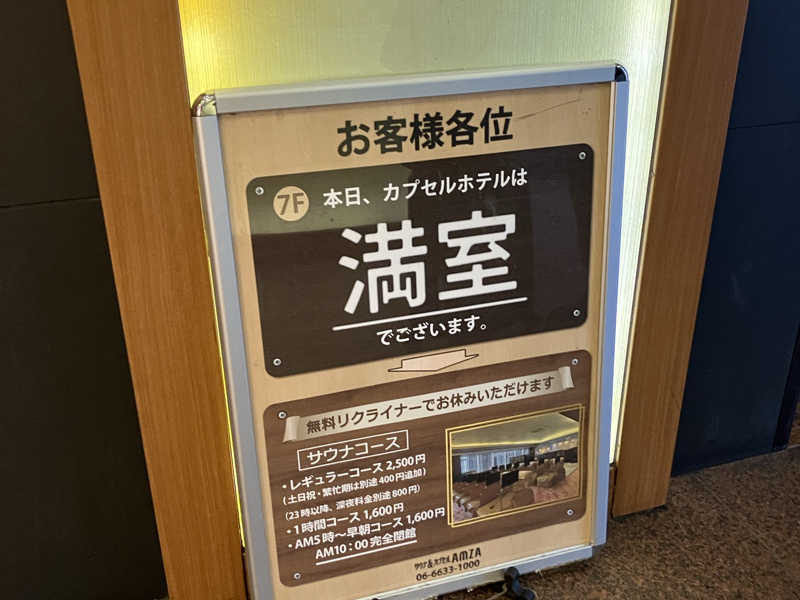 お客様各位
7F 本日、カプセルホテルは
満室
でございます。
無料リクライナーでお休みいただけます
サウナコース
・レギュラーコース 2,500円
(土日祝・繁忙期は別途400円追加)
(23時以降、深夜料金別途800円)
・1時間コース 1,600円
・AM5時〜早朝コース 1,600円
AM10:00完全閉館
サウナ&カプセル AMZA
06-6633-1000